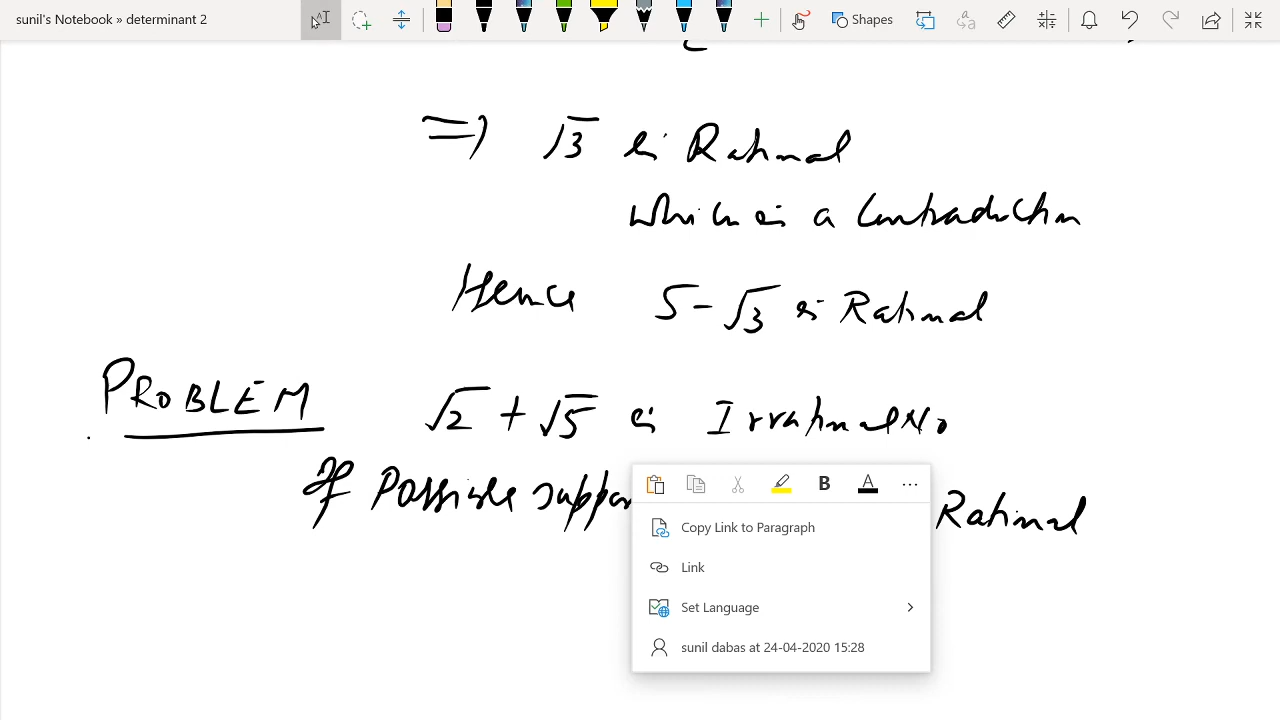 sunil's Notebook » determinant 2
Shapes
⇒ √3 is Rational
which is a Contradiction
Hence 5 - √3 is Rational
PROBLEM √2 + √5 is Irrational No
If Possible suppo Rational
B A ...
Copy Link to Paragraph
Link
Set Language
sunil dabas at 24-04-2020 15:28